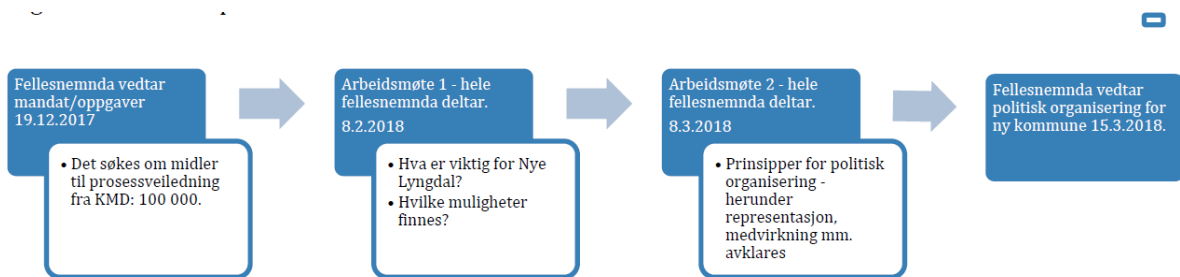 Fellesnemnda vedtar
mandat/oppgaver
19.12.2017
• Det søkes om midler
til prosessveiledning
fra KMD: 100 000.
Arbeidsmøte 1 - hele
fellesnemnda deltar.
8.2.2018
• Hva er viktig for Nye
Lyngdal?
• Hvilke muligheter
finnes?
Arbeidsmøte 2 - hele
fellesnemnda deltar.
8.3.2018
• Prinsipper for politisk
organisering -
herunder
representasjon,
medvirkning mm.
avklares
Fellesnemnda vedtar
politisk organisering for
ny kommune 15.3.2018.